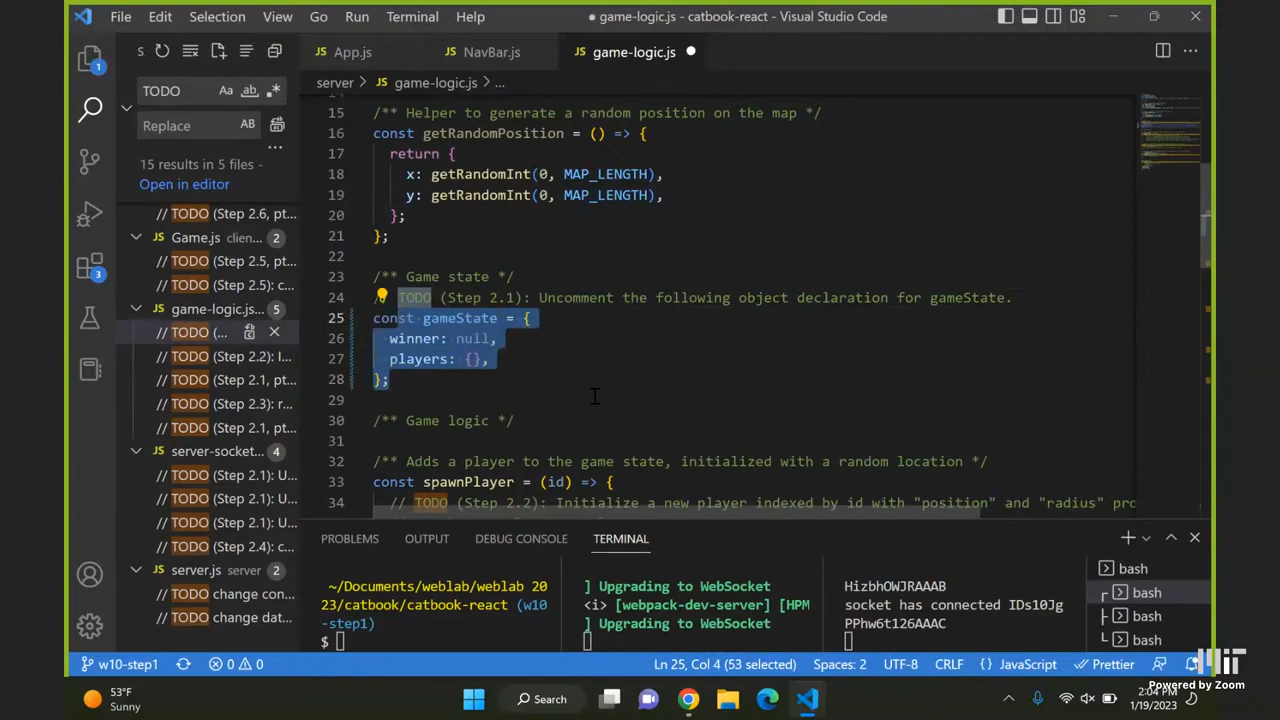 File Edit Selection View Go Run Terminal Help
● game-logic.js - catbook-react - Visual Studio Code
S
JS App.js
JS NavBar.js
JS game-logic.js ●
TODO Aa ab
server > JS game-logic.js > ...
Replace AB
15 results in 5 files -
Open in editor
// TODO (Step 2.6, pt...
JS Game.js clien... 2
// TODO (Step 2.5, pt...
// TODO (Step 2.5): c...
JS game-logic.js... 5
// TODO (...
// TODO (Step 2.2): I...
// TODO (Step 2.1, pt...
// TODO (Step 2.3): r...
// TODO (Step 2.1, pt...
JS server-socket... 4
// TODO (Step 2.1): U...
// TODO (Step 2.1): U...
// TODO (Step 2.1): U...
// TODO (Step 2.4): c...
JS server.js server 2
// TODO change con...
// TODO change dat...
1
3
14
15 /** Helper to generate a random position on the map */
16 const getRandomPosition = () => {
17 return {
18 x: getRandomInt(0, MAP_LENGTH),
19 y: getRandomInt(0, MAP_LENGTH),
20 };
21 };
22
23 /** Game state */
24 // TODO (Step 2.1): Uncomment the following object declaration for gameState.
25 const gameState = {
26 winner: null,
27 players: {},
28 };
29
30 /** Game logic */
31
32 /** Adds a player to the game state, initialized with a random location */
33 const spawnPlayer = (id) => {
34 // TODO (Step 2.2): Initialize a new player indexed by id with "position" and "radius" pro
PROBLEMS OUTPUT DEBUG CONSOLE TERMINAL
~/Documents/weblab/weblab 20
23/catbook/catbook-react (w10
-step1)
$
] Upgrading to WebSocket
<i> [webpack-dev-server] [HPM
] Upgrading to WebSocket
HizbhOWJRAAAB
socket has connected IDs10Jg
PPhw6t126AAAC
bash
bash
bash
bash
w10-step1 0 0 Ln 25, Col 4 (53 selected) Spaces: 2 UTF-8 CRLF {} JavaScript Prettier
MIT
Powered by Zoom
53°F
Sunny
Search
2:04 PM
1/19/2023